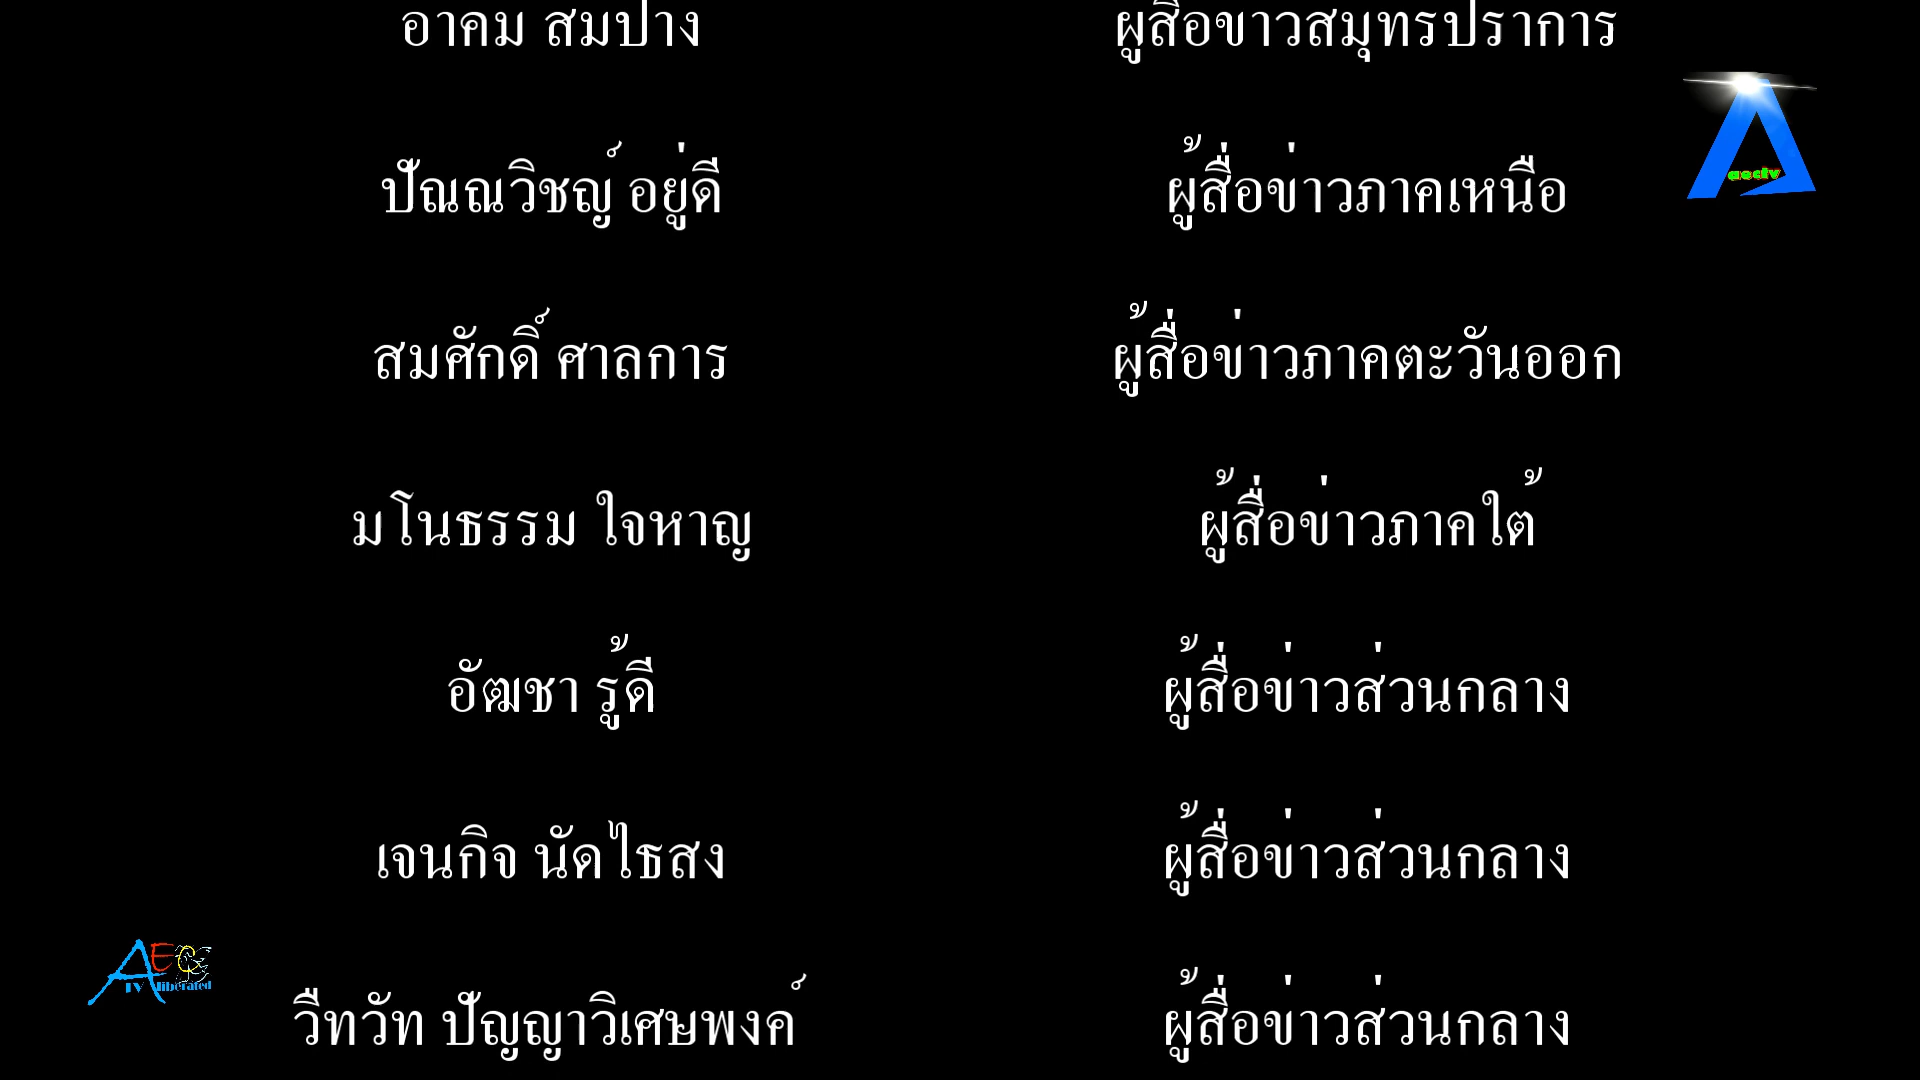 อาคม สมปาง ผู้สื่อข่าวสมุทรปราการ
aectv
ปัณณวิชญ์ อยู่ดี ผู้สื่อข่าวภาคเหนือ
สมศักดิ์ ศาลการ ผู้สื่อข่าวภาคตะวันออก
มโนธรรม ใจหาญ ผู้สื่อข่าวภาคใต้
อัฒชา รู้ดี ผู้สื่อข่าวส่วนกลาง
เจนกิจ นัดไธสง ผู้สื่อข่าวส่วนกลาง
AEC
TV liberated
วืทวัท ปัญญาวิเศษพงค์ ผู้สื่อข่าวส่วนกลาง